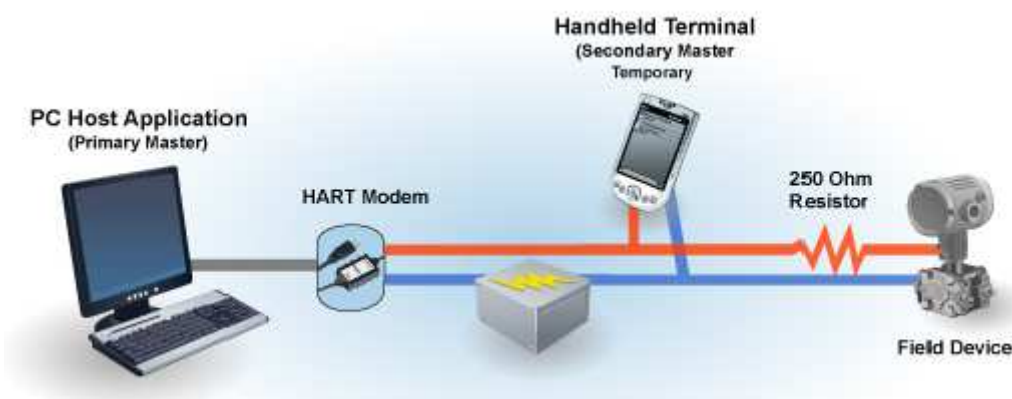 Handheld Terminal
(Secondary Master
Temporary
PC Host Application
(Primary Master)
HART Modem
250 Ohm
Resistor
Field Device